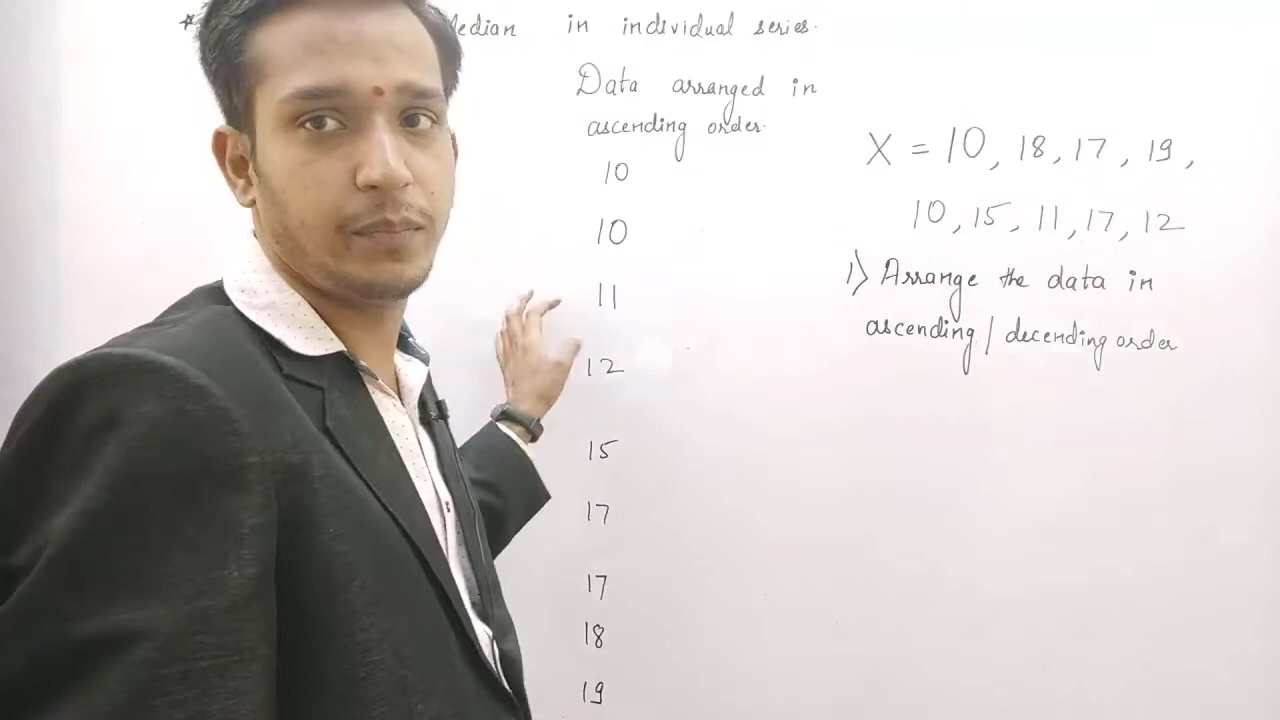 * edian in individual series.
Data arranged in
ascending order.
10
10
11
12
15
17
17
18
19
X = 10, 18, 17, 19,
10, 15, 11, 17, 12
1) Arrange the data in
ascending / decending order